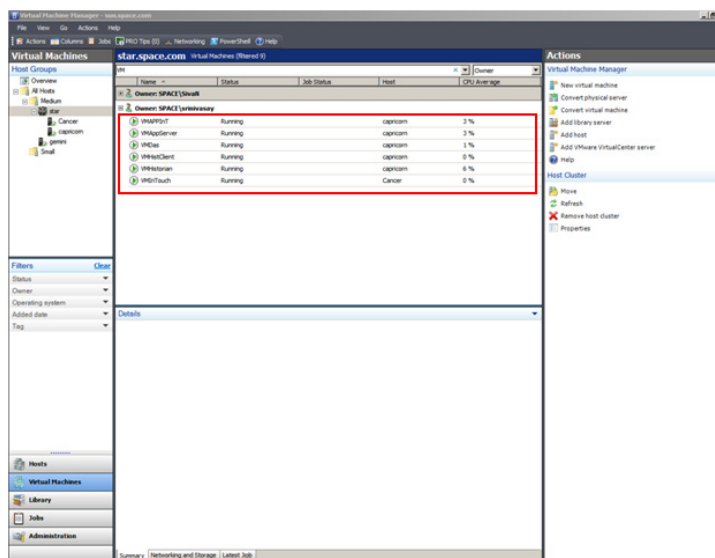 Virtual Machine Manager - sun.space.com
File View Go Actions Help
Actions Columns Jobs PRO Tips (0) Networking PowerShell Help
Virtual Machines
Host Groups
Overview
All Hosts
Medium
star
Cancer
capricorn
gemini
Small
Filters Clear
Status
Owner
Operating system
Added date
Tag
Hosts
Virtual Machines
Library
Jobs
Administration
star.space.com Virtual Machines (filtered 9)
VM Owner
Name Status Job Status Host CPU Average
Owner: SPACE\SivaR
Owner: SPACE\srinivasay
VMAPPInT Running capricorn 3 %
VMAppServer Running capricorn 3 %
VMDas Running capricorn 1 %
VMHistClient Running capricorn 0 %
VMHistorian Running capricorn 6 %
VMInTouch Running Cancer 0 %
Details
Summary Networking and Storage Latest Job
Actions
Virtual Machine Manager
New virtual machine
Convert physical server
Convert virtual machine
Add library server
Add host
Add VMware VirtualCenter server
Help
Host Cluster
Move
Refresh
Remove host cluster
Properties